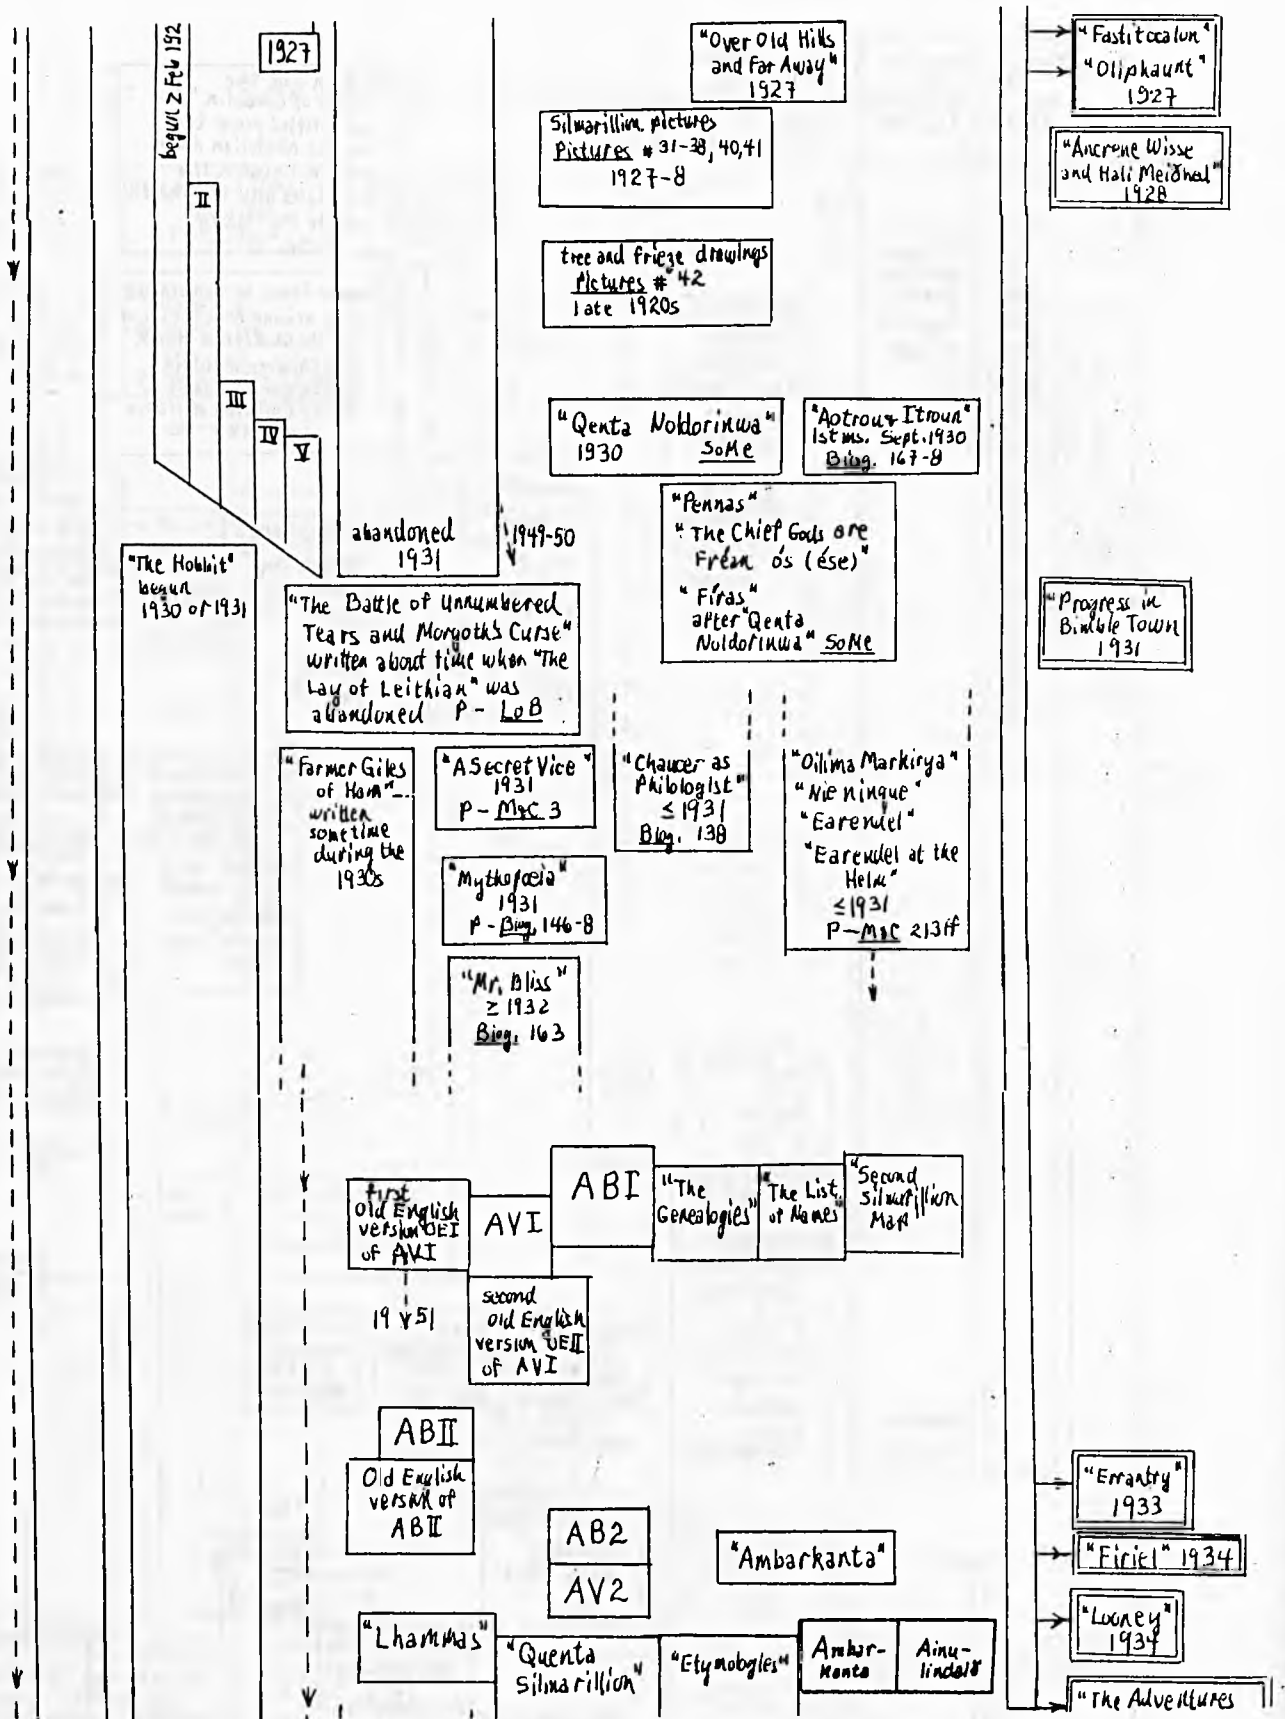 begun ≥ Feb 192
1927
II
III
IV
V
"Over Old Hills
and Far Away"
1927
Silmarillion pictures
Pictures # 31-38, 40, 41
1927-8
tree and frieze drawings
Pictures # 42
late 1920s
"Fastitocalon"
"Oliphaunt"
1927
"Ancrene Wisse
and Hali Meiðhad"
1928
"Qenta Noldorinwa"
1930 SoMe
"Aotrou & Itroun"
1st ms. Sept. 1930
Biog. 167-8
"Pennas"
"The Chief Gods are
Fréan ós (ése)"
"Firas"
after "Qenta
Noldorinwa" SoMe
abandoned
1931
1949-50
"The Hobbit"
begun
1930 or 1931
"The Battle of Unnumbered
Tears and Morgoth's Curse"
written about time when "The
Lay of Leithian" was
abandoned P - LoB
"Progress in
Bimble Town"
1931
"Farmer Giles
of Ham"
written
sometime
during the
1930s
"A Secret Vice"
1931
P - M&C 3
"Chaucer as
Philologist"
≤ 1931
Biog. 138
"Oilima Markirya"
"Nieninque"
"Earendel"
"Earendel at the
Helm"
≤ 1931
P - M&C 213ff
"Mythopoeia"
1931
P - Biog. 146-8
"Mr. Bliss"
≥ 1932
Biog. 163
first
Old English
version OEI
of AVI
AVI
ABI
"The
Genealogies"
"The List
of Names"
"Second
Silmarillion
Map
1951
second
Old English
version OEII
of AVI
ABII
Old English
version of
ABII
AB2
AV2
"Ambarkanta"
"Errantry"
1933
"Firiel" 1934
"Looney"
1934
"Lhammas"
"Quenta
Silmarillion"
"Etymologies"
Ambar-
kanta
Ainu-
lindalë
"The Adventures